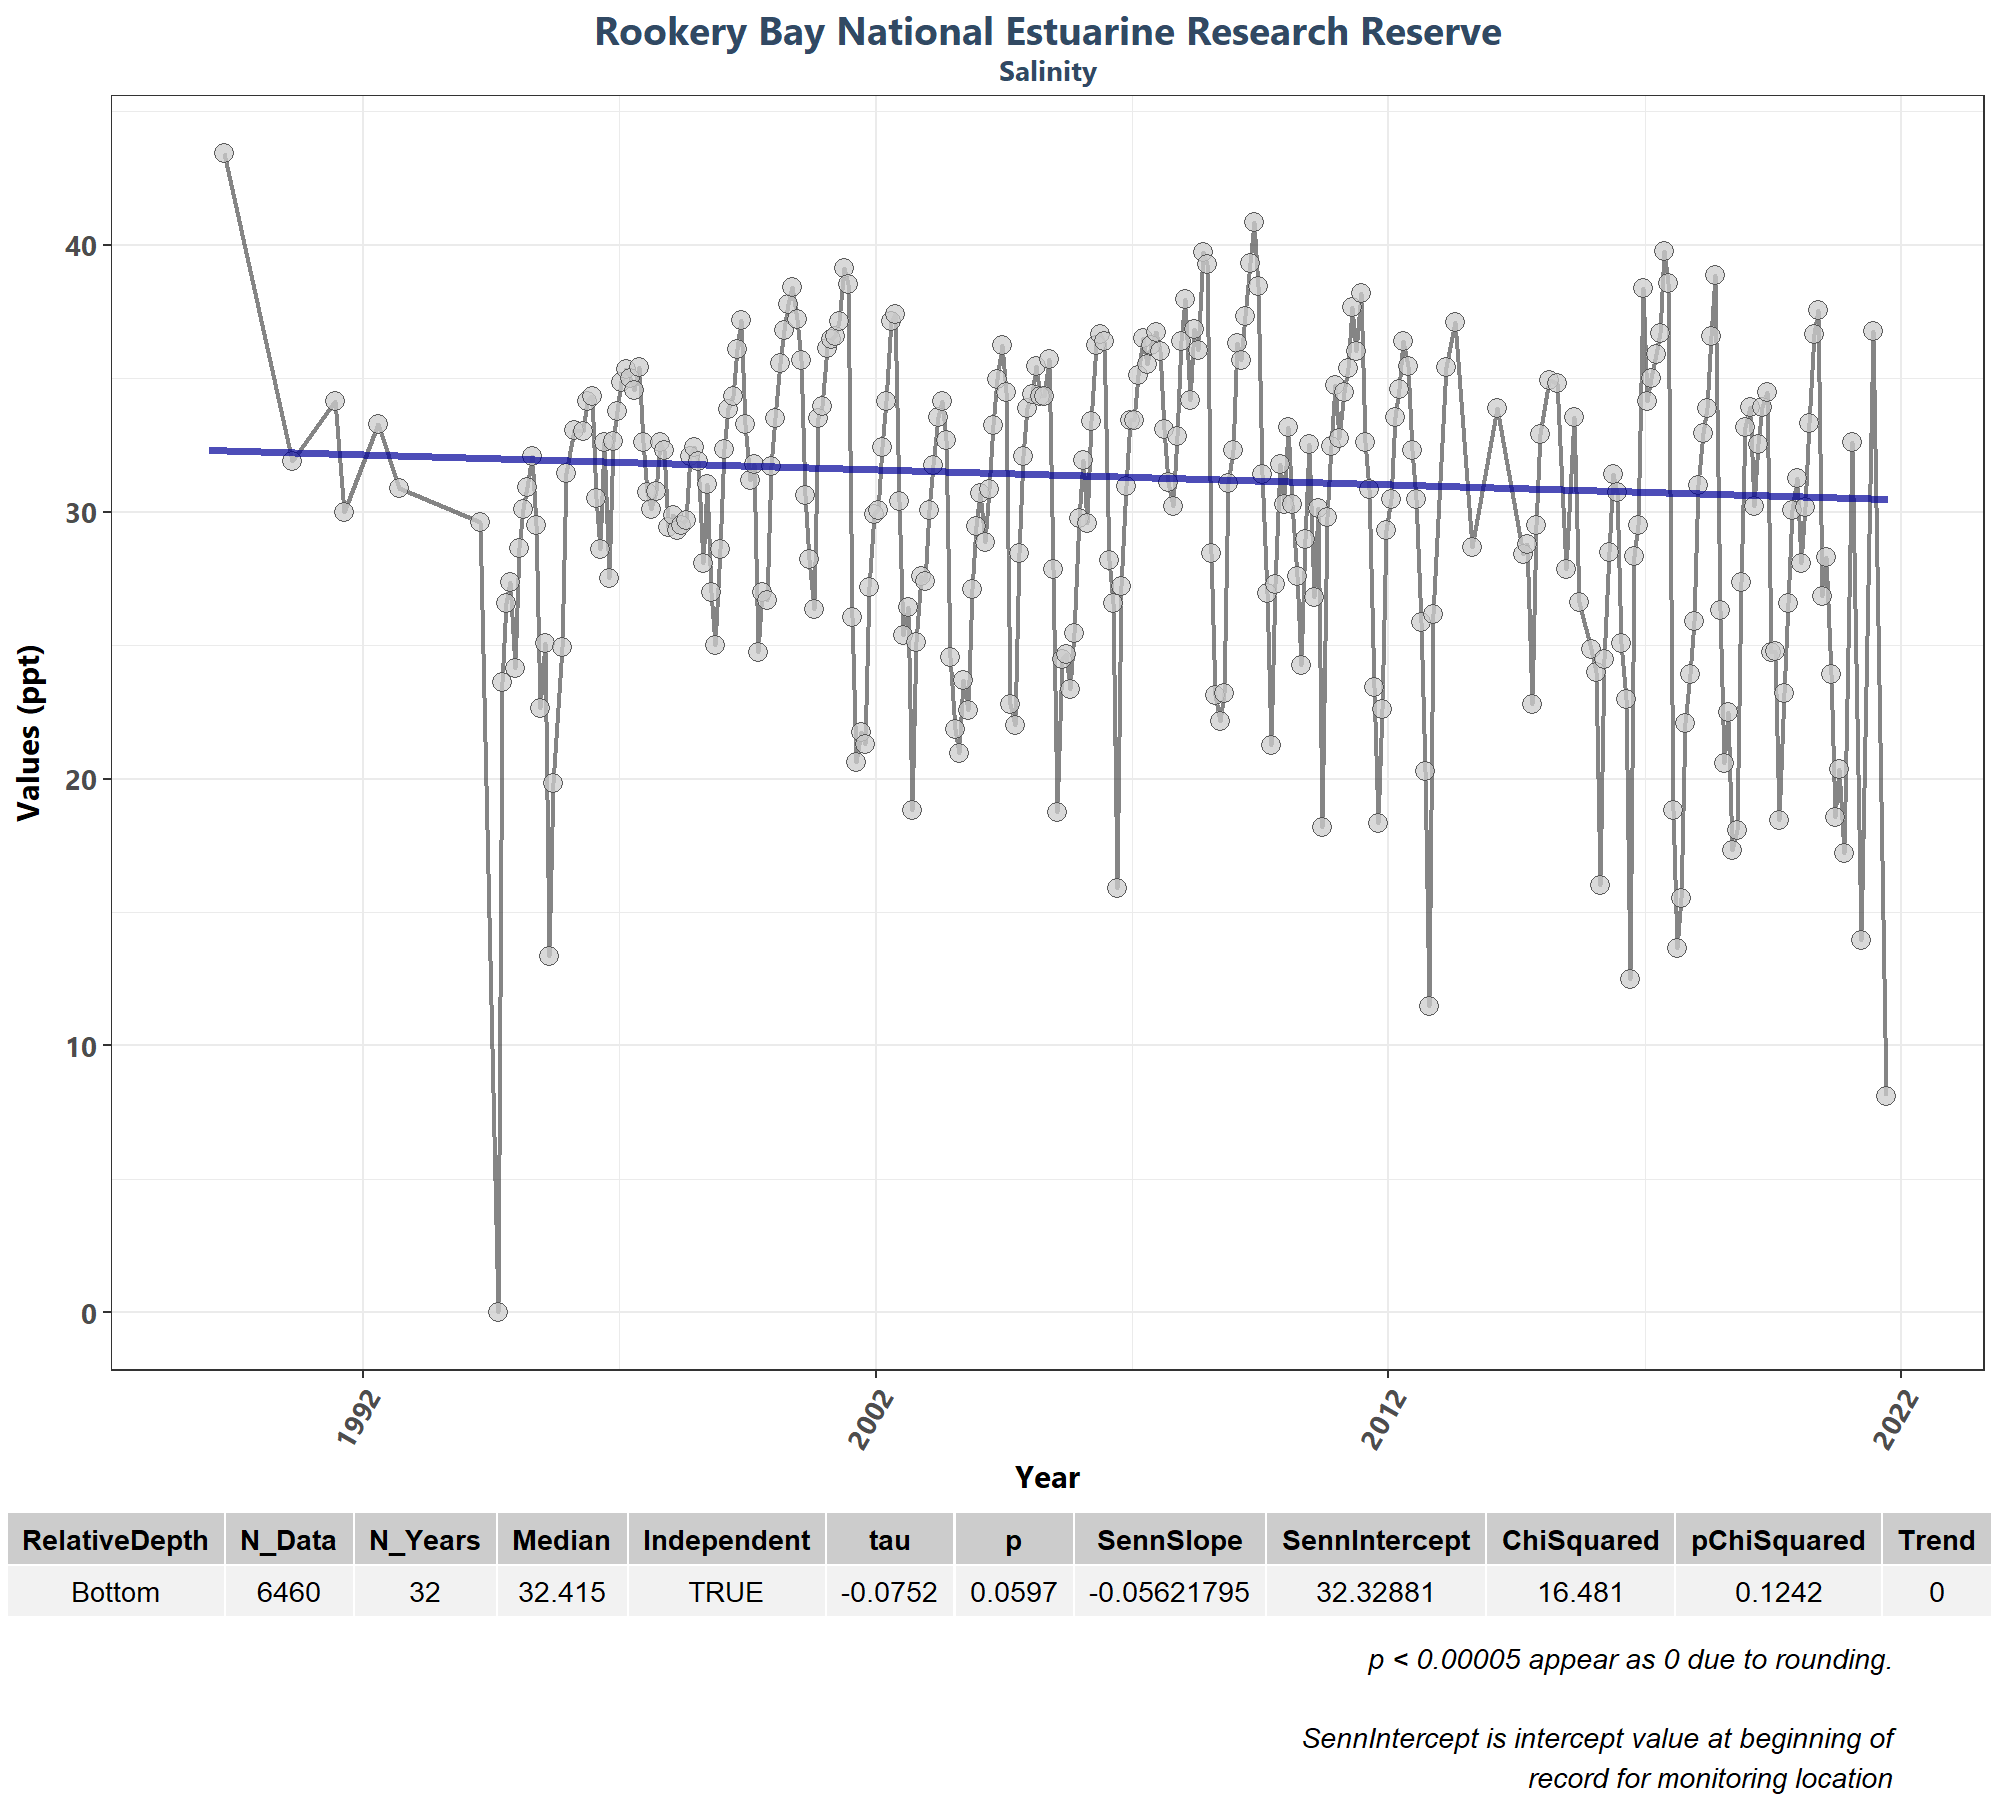 Rookery Bay National Estuarine Research Reserve
Salinity
40
30
20
10
0
Values (ppt)
1992
2002
2012
2022
Year
RelativeDepth N_Data N_Years Median Independent tau p SennSlope SennIntercept ChiSquared pChiSquared Trend
Bottom 6460 32 32.415 TRUE -0.0752 0.0597 -0.05621795 32.32881 16.481 0.1242 0
p < 0.00005 appear as 0 due to rounding.
SennIntercept is intercept value at beginning of
record for monitoring location